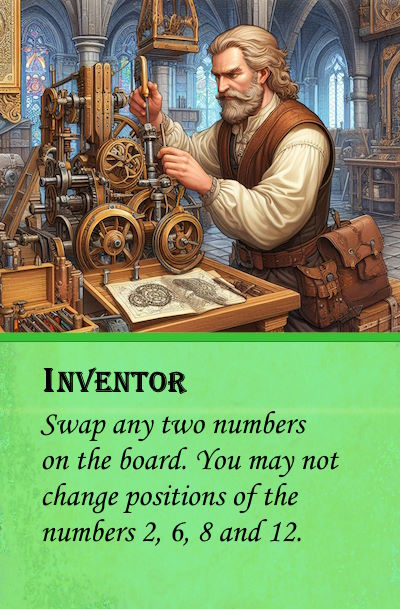 INVENTOR
Swap any two numbers
on the board. You may not
change positions of the
numbers 2, 6, 8 and 12.